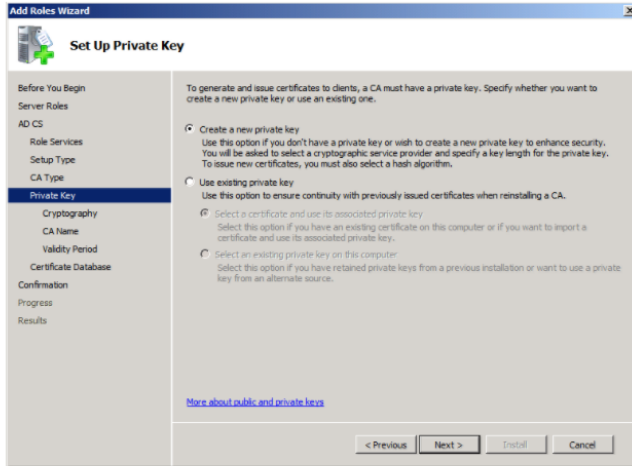 Add Roles Wizard
Set Up Private Key
Before You Begin
Server Roles
AD CS
Role Services
Setup Type
CA Type
Private Key
Cryptography
CA Name
Validity Period
Certificate Database
Confirmation
Progress
Results
To generate and issue certificates to clients, a CA must have a private key. Specify whether you want to
create a new private key or use an existing one.
Create a new private key
Use this option if you don't have a private key or wish to create a new private key to enhance security.
You will be asked to select a cryptographic service provider and specify a key length for the private key.
To issue new certificates, you must also select a hash algorithm.
Use existing private key
Use this option to ensure continuity with previously issued certificates when reinstalling a CA.
Select a certificate and use its associated private key
Select this option if you have an existing certificate on this computer or if you want to import a
certificate and use its associated private key.
Select an existing private key on this computer
Select this option if you have retained private keys from a previous installation or want to use a private
key from an alternate source.
More about public and private keys
< Previous Next > Install Cancel